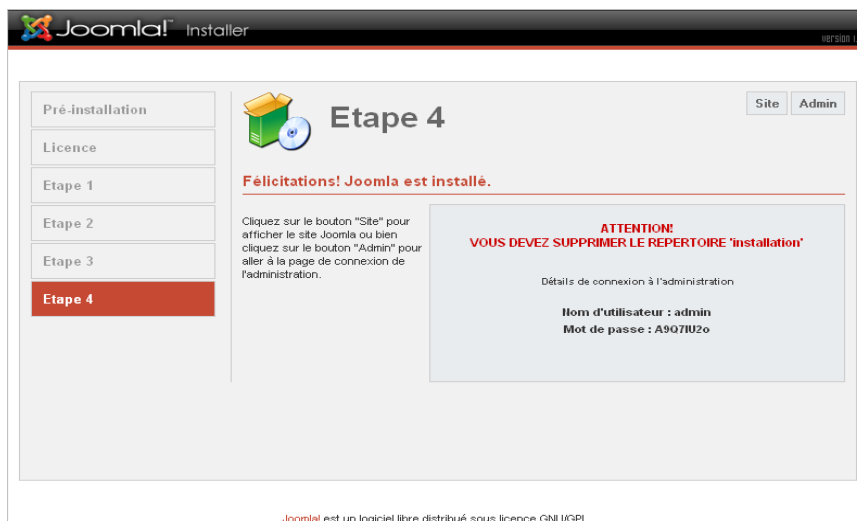 Joomla!™ Installer
version
Pré-installation
Licence
Etape 1
Etape 2
Etape 3
Etape 4
Etape 4
Site Admin
Félicitations! Joomla est installé.
Cliquez sur le bouton "Site" pour
afficher le site Joomla ou bien
cliquez sur le bouton "Admin" pour
aller à la page de connexion de
l'administration.
ATTENTION!
VOUS DEVEZ SUPPRIMER LE REPERTOIRE 'installation'
Détails de connexion à l'administration
Nom d'utilisateur : admin
Mot de passe : A9Q7IU2o
Joomla! est un logiciel libre distribué sous licence GNU/GPL